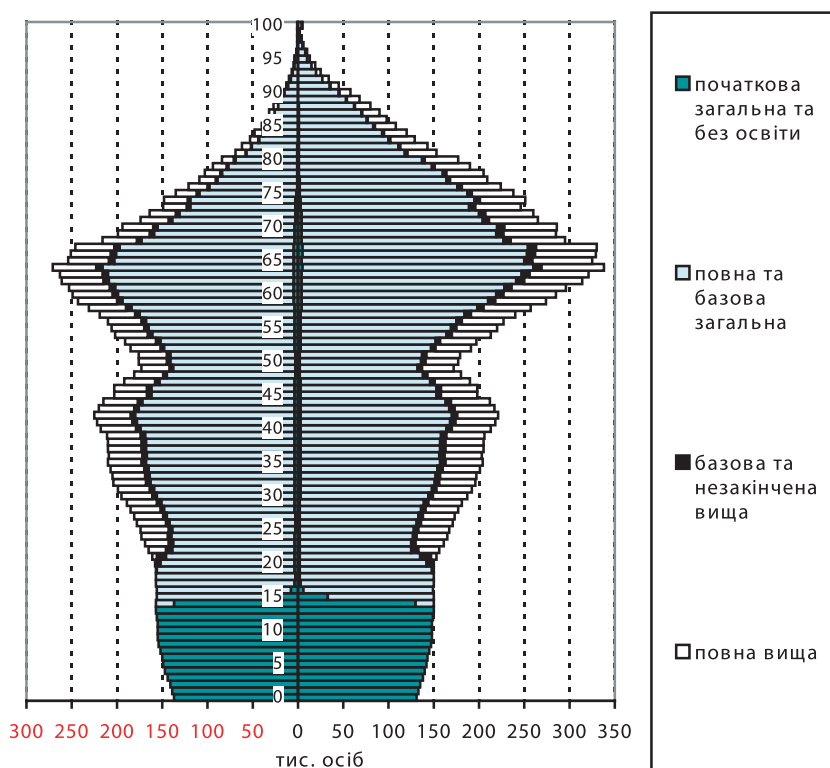 100
95
90
85
80
75
70
65
60
55
50
45
40
35
30
25
20
15
10
5
0
300 250 200 150 100 50 0 50 100 150 200 250 300 350
тис. осіб
початкова
загальна та
без освіти
повна та
базова
загальна
базова та
незакінчена
вища
повна вища